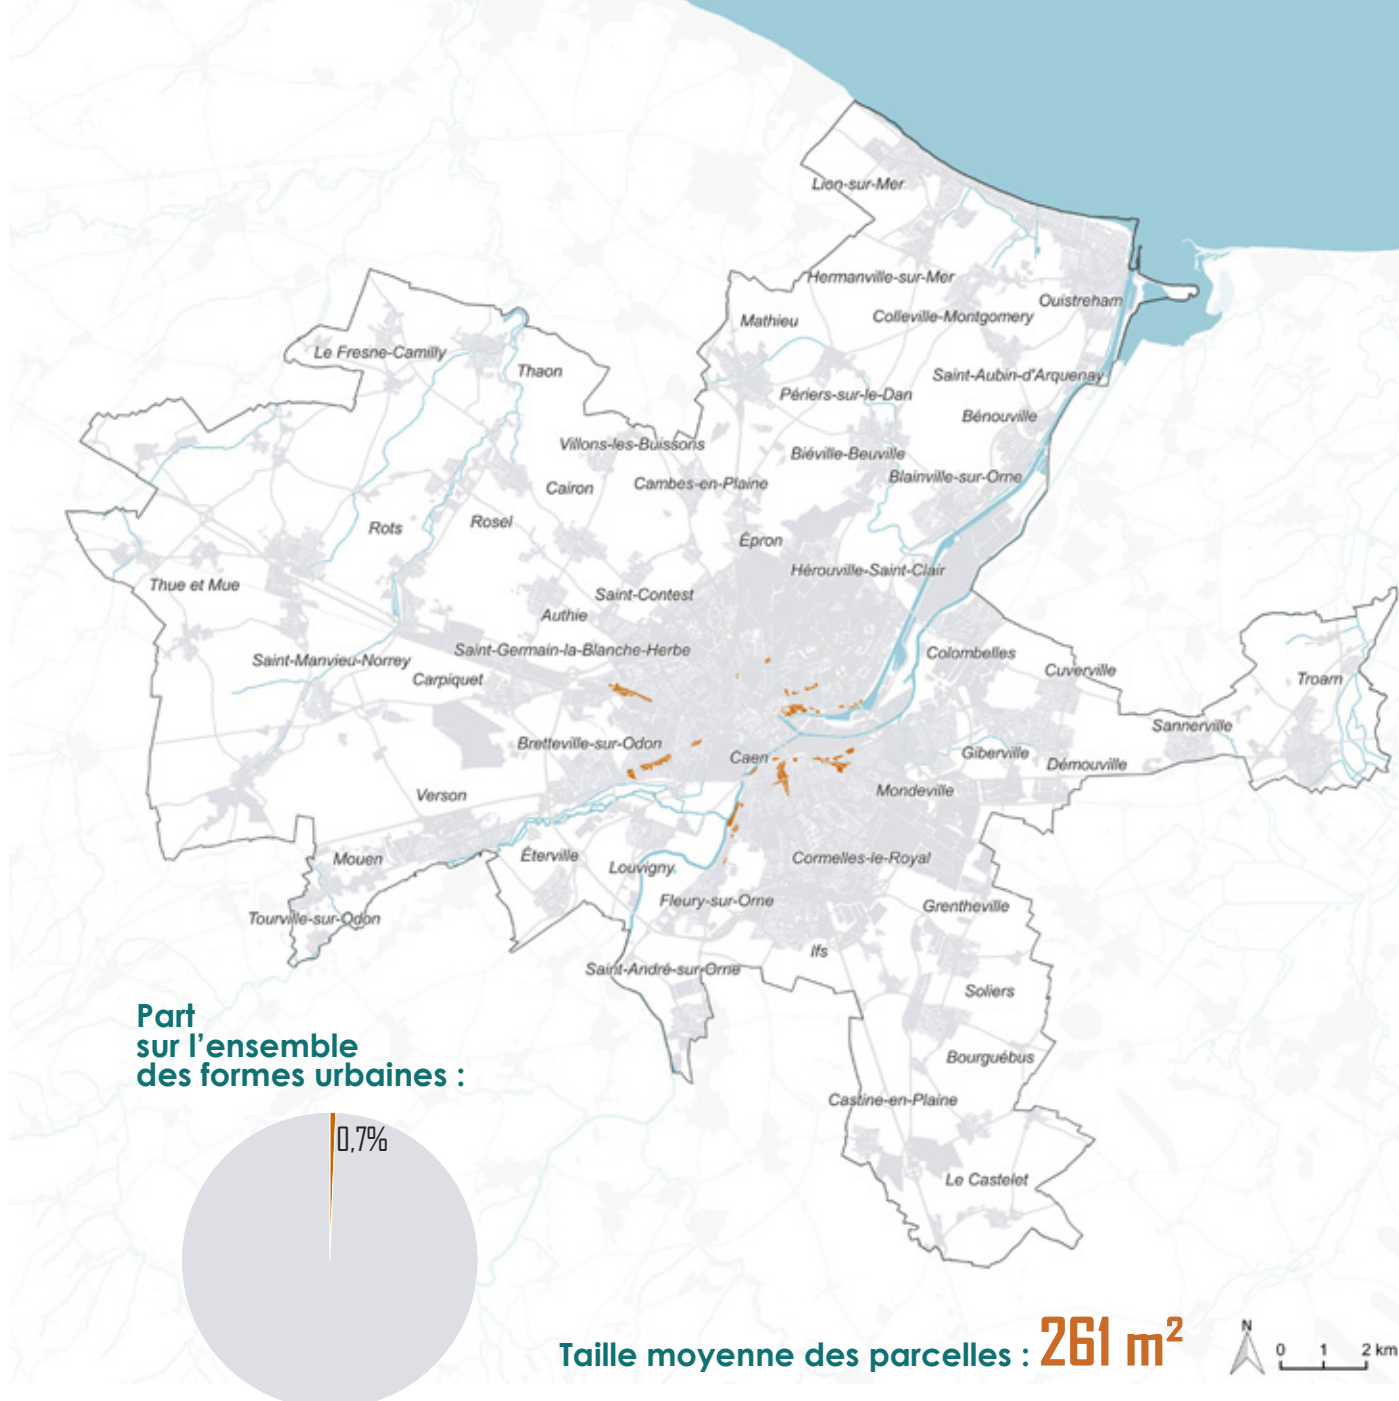 Lion-sur-Mer
Hermanville-sur-Mer
Ouistreham
Colleville-Montgomery
Mathieu
Le Fresne-Camilly
Thaon
Saint-Aubin-d'Arquenay
Périers-sur-le-Dan
Bénouville
Villons-les-Buissons
Biéville-Beuville
Blainville-sur-Orne
Cambes-en-Plaine
Cairon
Rosel
Rots
Épron
Hérouville-Saint-Clair
Thue et Mue
Saint-Contest
Authie
Saint-Germain-la-Blanche-Herbe
Colombelles
Saint-Manvieu-Norrey
Carpiquet
Cuverville
Troarn
Sannerville
Bretteville-sur-Odon
Caen
Giberville
Démouville
Mondeville
Verson
Mouen
Éterville
Louvigny
Cormelles-le-Royal
Fleury-sur-Orne
Grentheville
Tourville-sur-Odon
Ifs
Saint-André-sur-Orne
Soliers
Bourguébus
Castine-en-Plaine
Le Castelet
Part
sur l'ensemble
des formes urbaines :
0,7%
Taille moyenne des parcelles : 261 m²
N
0 1 2 km